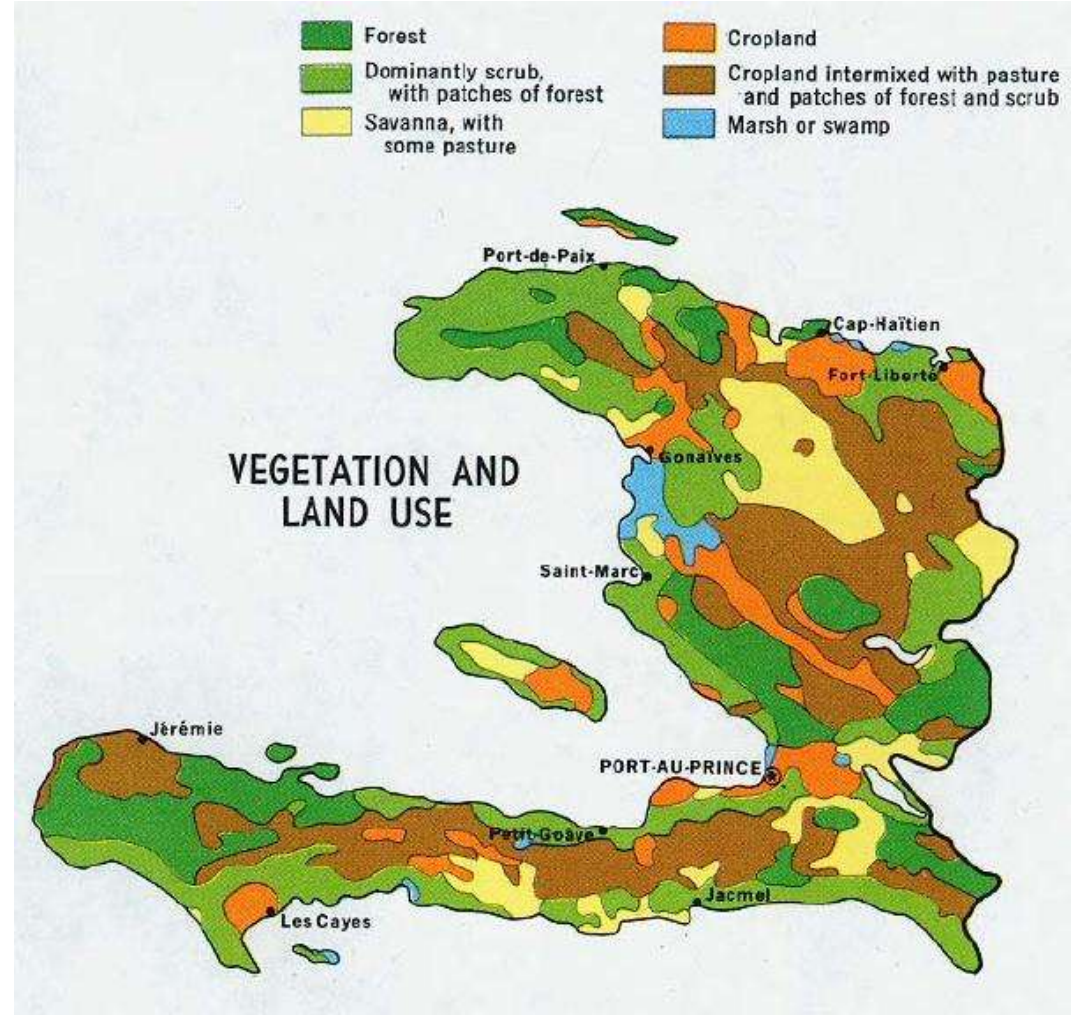 Forest
Dominantly scrub,
with patches of forest
Savanna, with
some pasture
Cropland
Cropland intermixed with pasture
and patches of forest and scrub
Marsh or swamp
Port-de-Paix
Cap-Haïtien
Fort-Liberté
VEGETATION AND
LAND USE
Gonaïves
Saint-Marc
Jérémie
PORT-AU-PRINCE
Petit-Goâve
Jacmel
Les Cayes